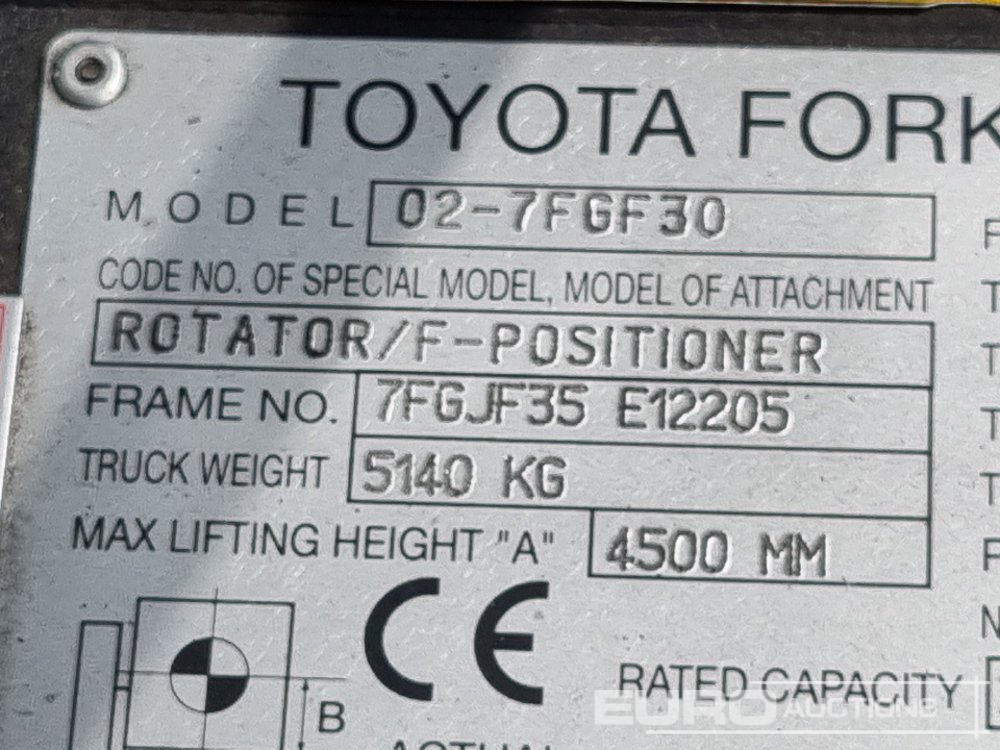 TOYOTA FORK
MODEL 02-7FGF30
CODE NO. OF SPECIAL MODEL, MODEL OF ATTACHMENT
ROTATOR/F-POSITIONER
FRAME NO. 7FGJF35 E12205
TRUCK WEIGHT 5140 KG
MAX LIFTING HEIGHT "A" 4500 MM
CE
RATED CAPACITY
B
ACTUAL
EURO AUCTIONS